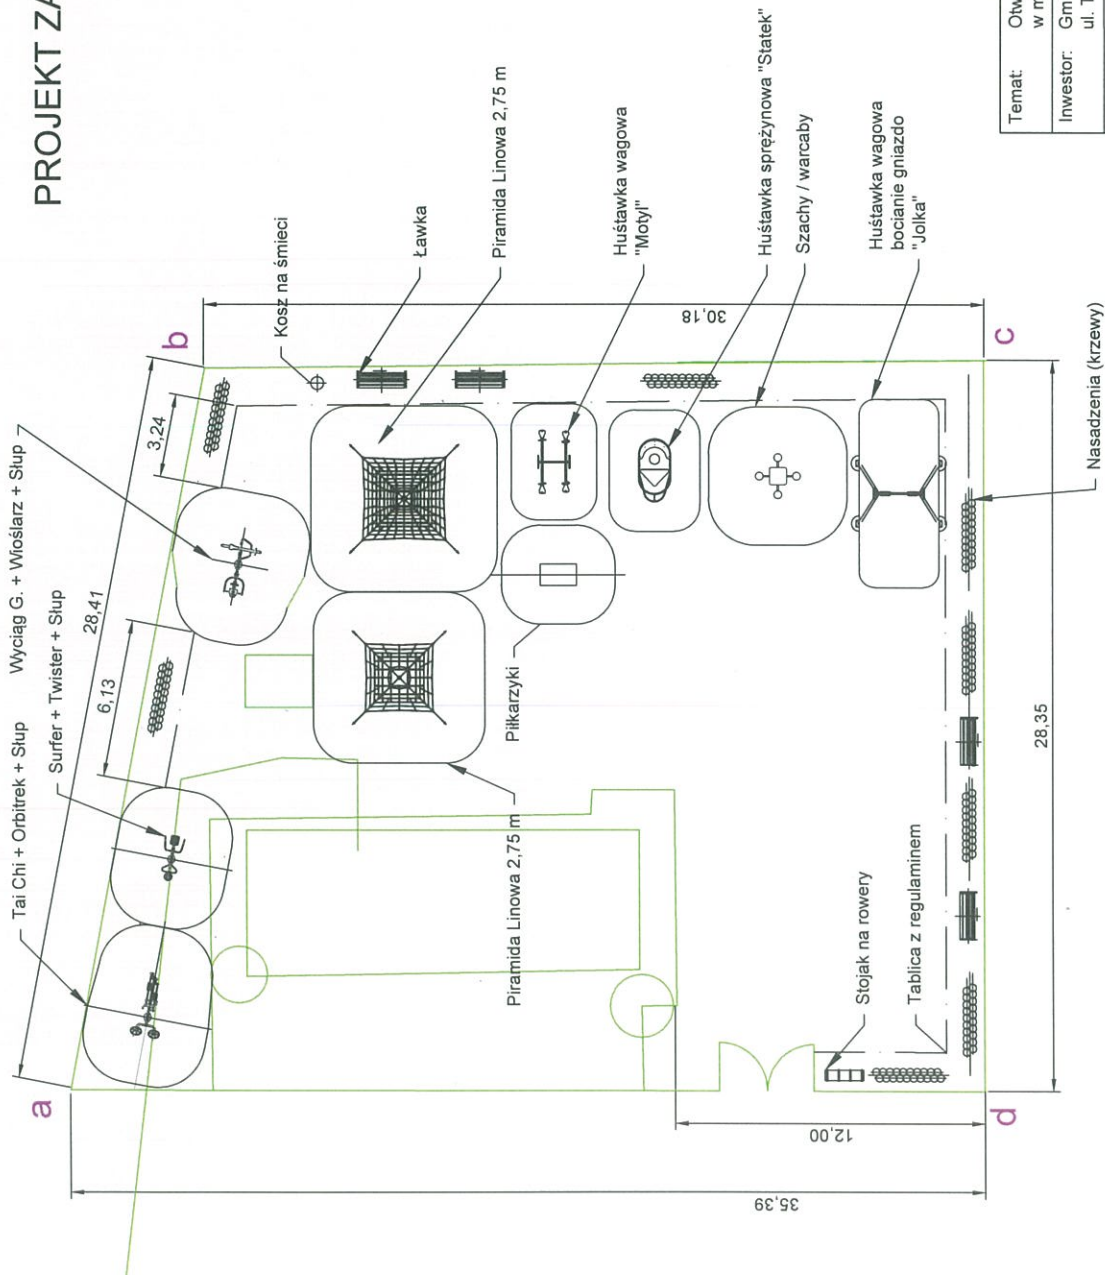 PROJEKT ZA
Tai Chi + Orbitrek + Słup
Wyciąg G. + Wioślarz + Słup
Surfer + Twister + Słup
a
b
28,41
3,24
6,13
Kosz na śmieci
Ławka
Piramida Linowa 2,75 m
30,18
Huśtawka wagowa
"Motyl"
Huśtawka sprężynowa "Statek"
Szachy / warcaby
Huśtawka wagowa
bocianie gniazdo
"Jolka"
Piłkarzyki
Piramida Linowa 2,75 m
Stojak na rowery
Tablica z regulaminem
12,00
35,39
d
c
28,35
Nasadzenia (krzewy)
Temat:
Otw
w m
Inwestor:
Gm
ul. T